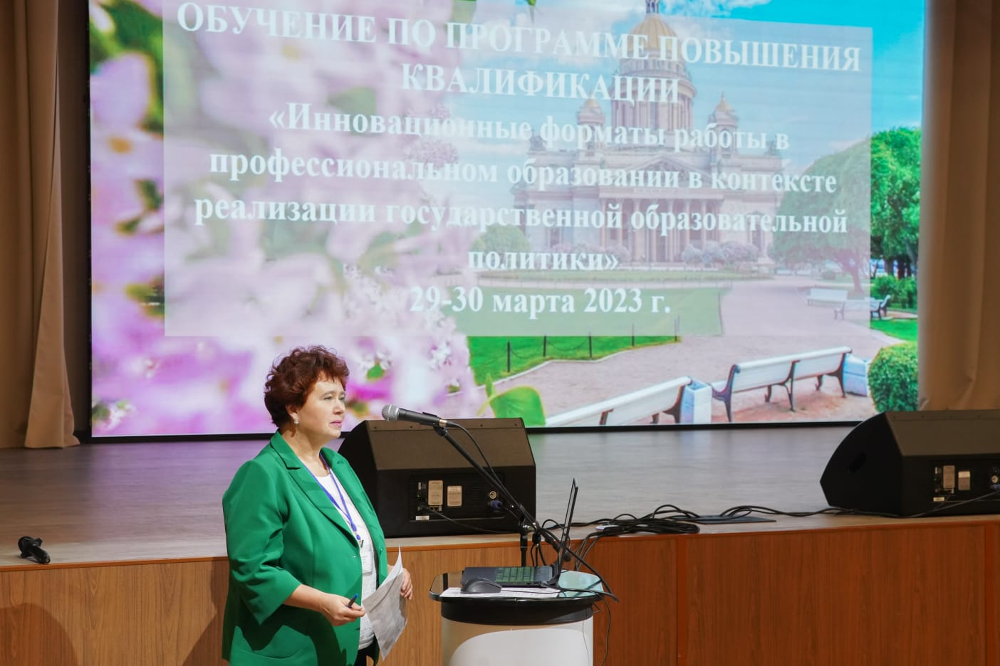 ОБУЧЕНИЕ ПО ПРОГРАММЕ ПОВЫШЕНИЯ
КВАЛИФИКАЦИИ
«Инновационные форматы работы в
профессиональном образовании в контексте
реализации государственной образовательной
политики»
29-30 марта 2023 г.